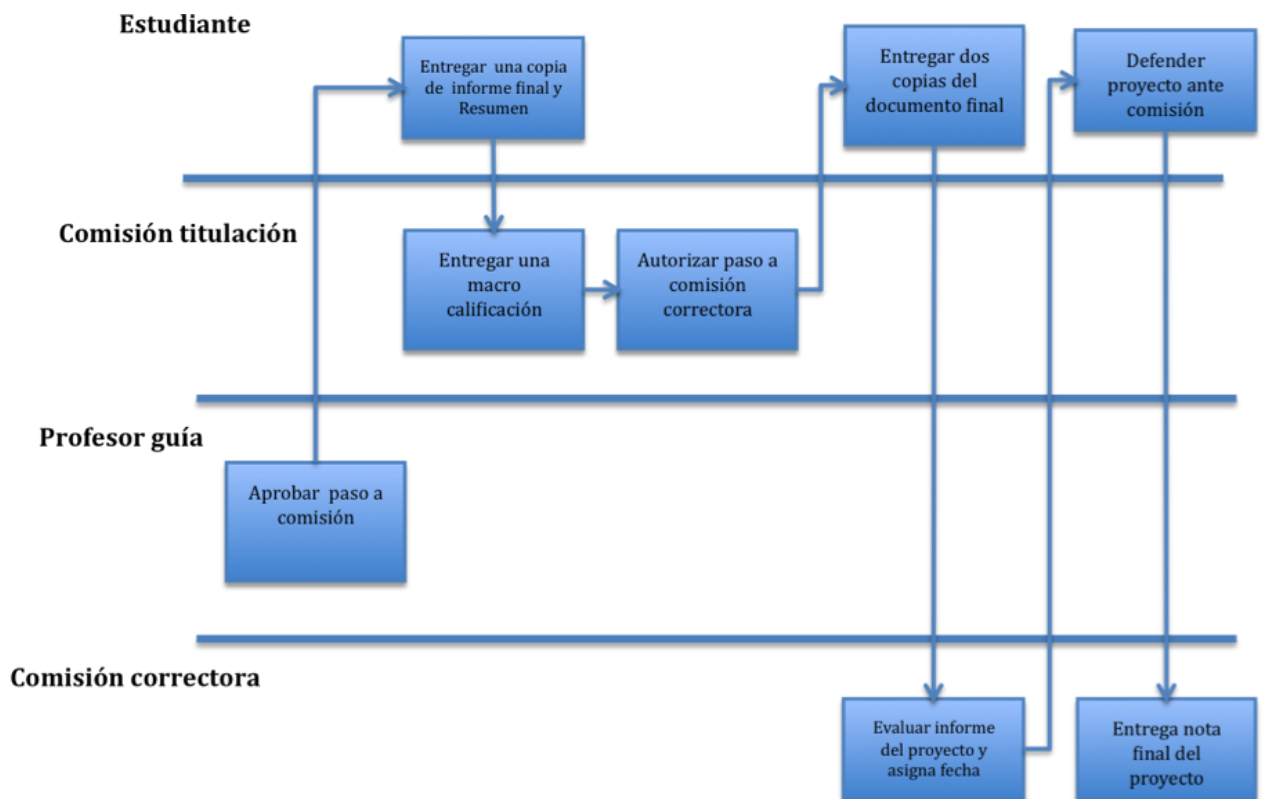 Estudiante
Entregar una copia
de informe final y
Resumen
Entregar dos
copias del
documento final
Defender
proyecto ante
comisión
Comisión titulación
Entregar una
macro
calificación
Autorizar paso a
comisión
correctora
Profesor guía
Aprobar paso a
comisión
Comisión correctora
Evaluar informe
del proyecto y
asigna fecha
Entrega nota
final del
proyecto